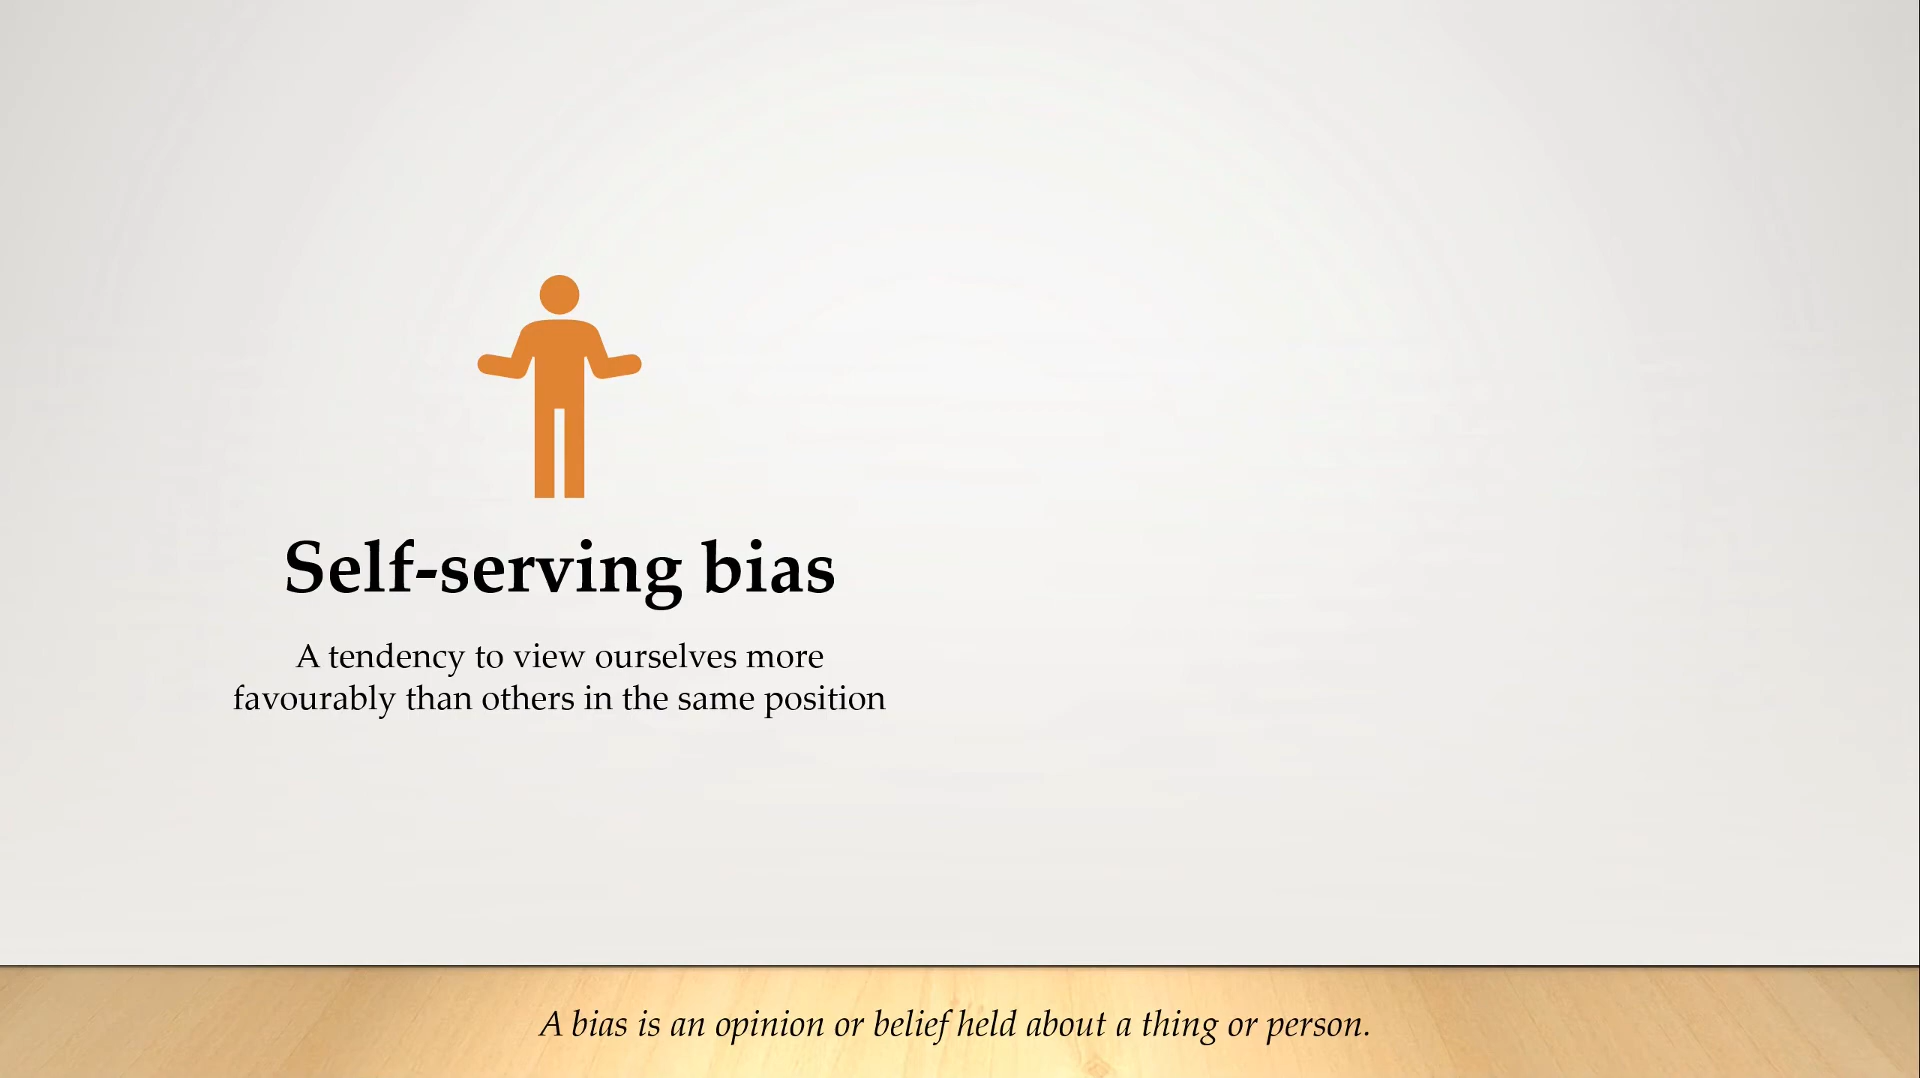 Self-serving bias
A tendency to view ourselves more
favourably than others in the same position
A bias is an opinion or belief held about a thing or person.